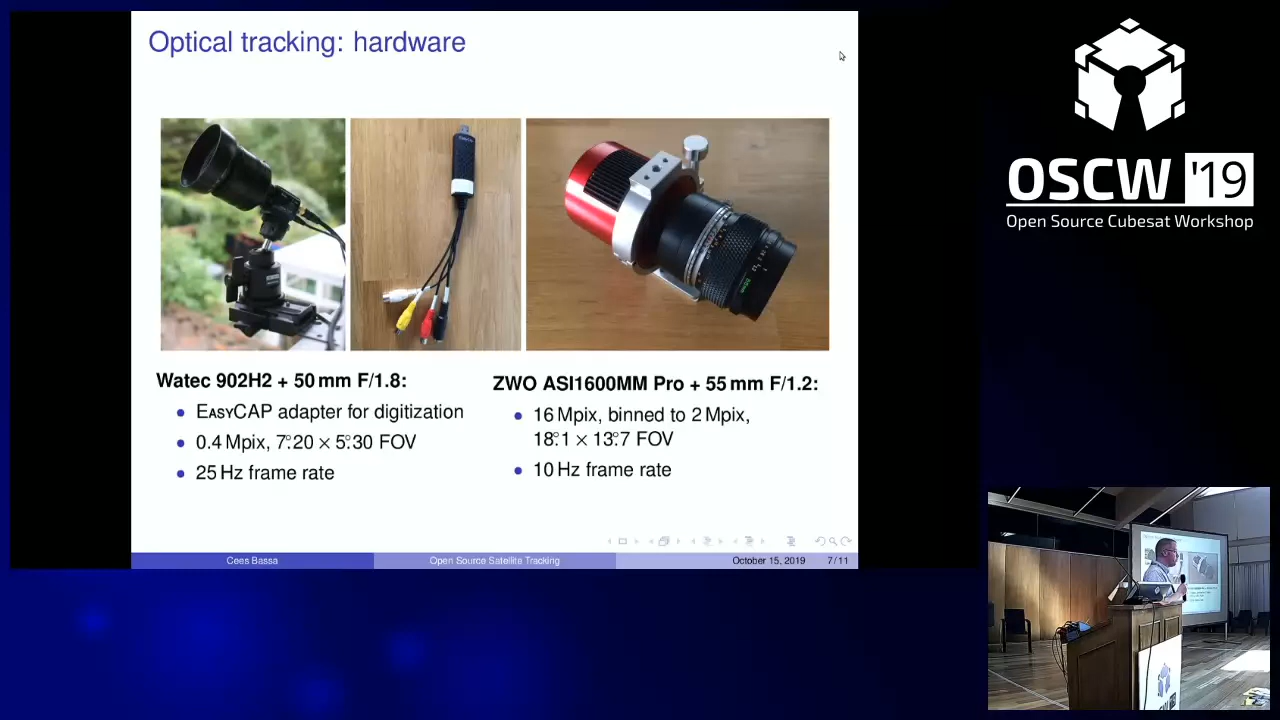 Optical tracking: hardware
Watec 902H2 + 50 mm F/1.8:
EasyCAP adapter for digitization
0.4 Mpix, 7°.20 × 5°.30 FOV
25 Hz frame rate
ZWO ASI1600MM Pro + 55 mm F/1.2:
16 Mpix, binned to 2 Mpix,
18°.1 × 13°.7 FOV
10 Hz frame rate
Cees Bassa
Open Source Satellite Tracking
October 15, 2019
7 / 11
OSCW '19
Open Source Cubesat Workshop